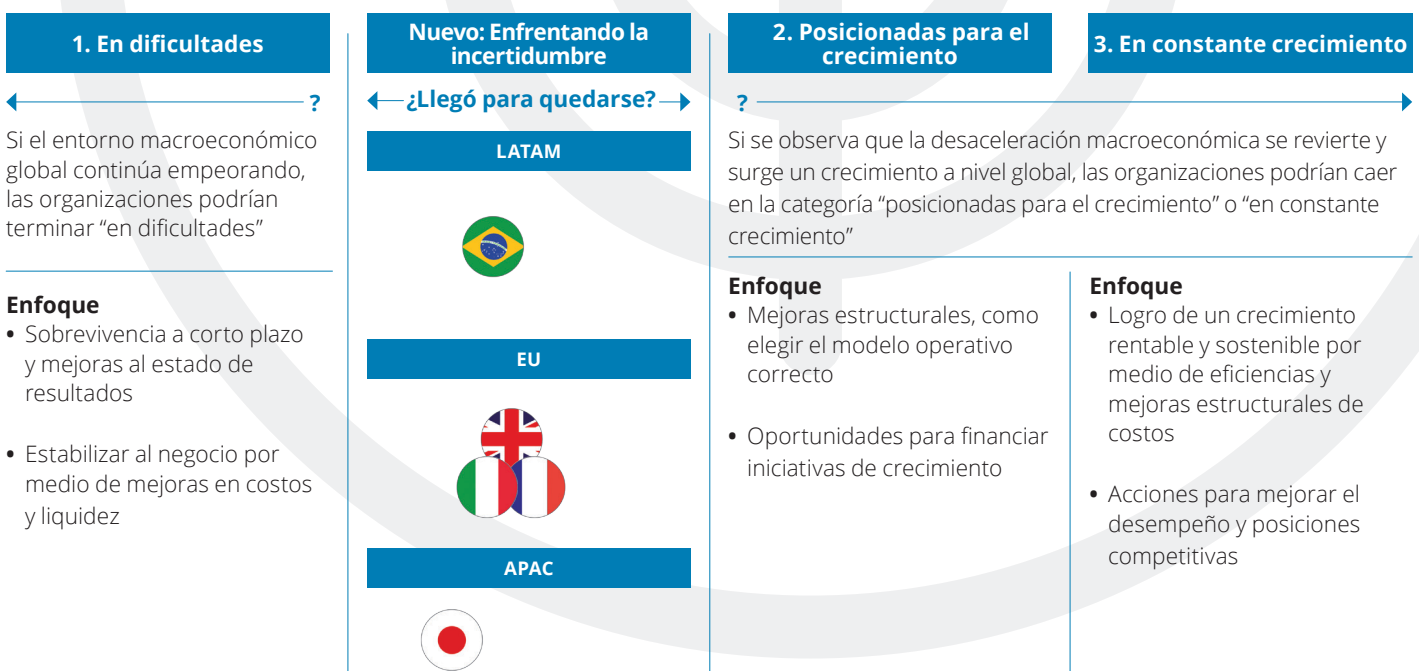 1. En dificultades
?
Si el entorno macroeconómico
global continúa empeorando,
las organizaciones podrían
terminar “en dificultades”
Enfoque
• Sobrevivencia a corto plazo
y mejoras al estado de
resultados
• Estabilizar al negocio por
medio de mejoras en costos
y liquidez
Nuevo: Enfrentando la
incertidumbre
¿Llegó para quedarse?
LATAM
EU
APAC
2. Posicionadas para el
crecimiento
3. En constante crecimiento
?
Si se observa que la desaceleración macroeconómica se revierte y
surge un crecimiento a nivel global, las organizaciones podrían caer
en la categoría “posicionadas para el crecimiento” o “en constante
crecimiento”
Enfoque
• Mejoras estructurales, como
elegir el modelo operativo
correcto
• Oportunidades para financiar
iniciativas de crecimiento
Enfoque
• Logro de un crecimiento
rentable y sostenible por
medio de eficiencias y
mejoras estructurales de
costos
• Acciones para mejorar el
desempeño y posiciones
competitivas